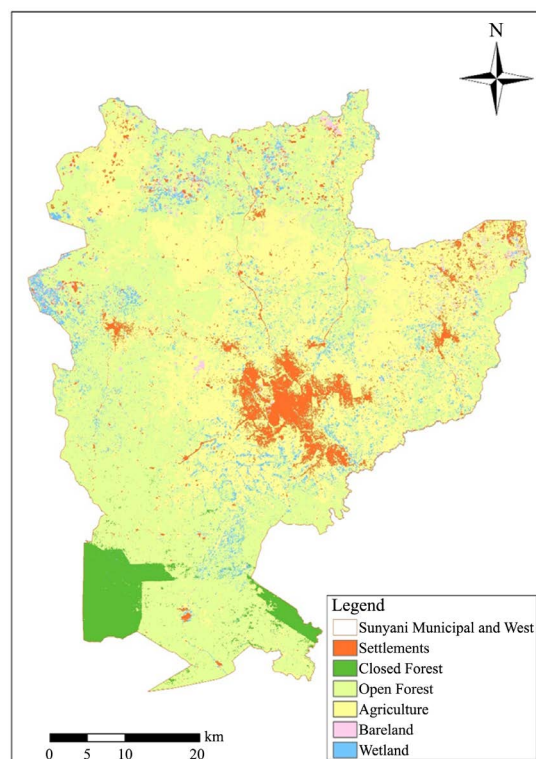 N
Legend
Sunyani Municipal and West
Settlements
Closed Forest
Open Forest
Agriculture
Bareland
Wetland
km
0 5 10 20